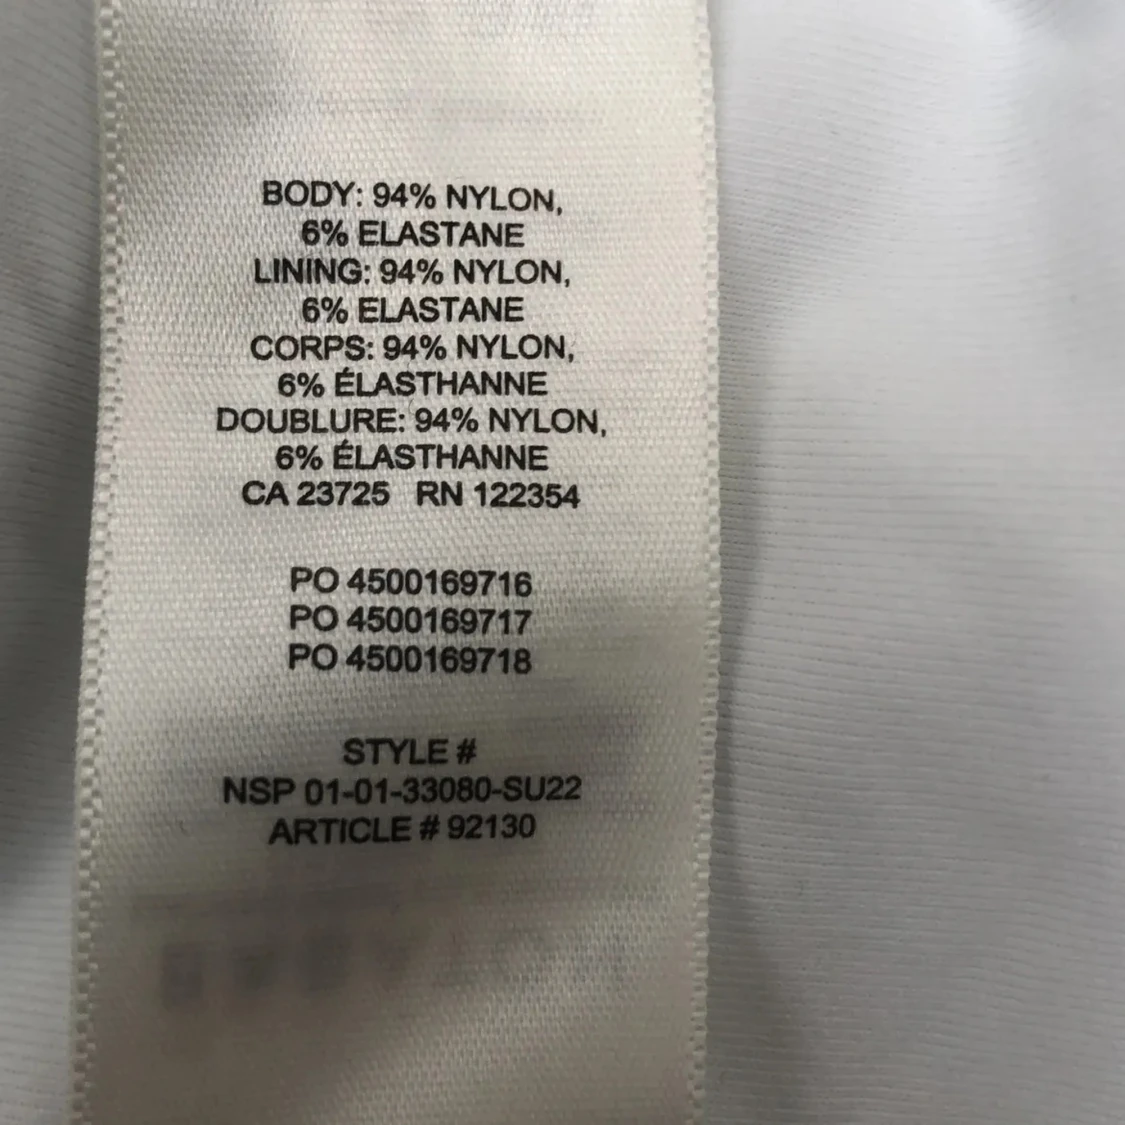 BODY: 94% NYLON,
6% ELASTANE
LINING: 94% NYLON,
6% ELASTANE
CORPS: 94% NYLON,
6% ÉLASTHANNE
DOUBLURE: 94% NYLON,
6% ÉLASTHANNE
CA 23725 RN 122354
PO 4500169716
PO 4500169717
PO 4500169718
STYLE #
NSP 01-01-33080-SU22
ARTICLE # 92130